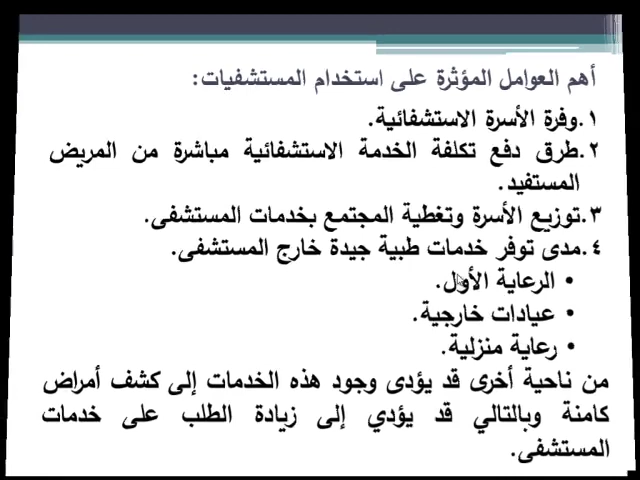 أهم العوامل المؤثرة على استخدام المستشفيات:
١.وفرة الأسرة الاستشفائية.
٢.طرق دفع تكلفة الخدمة الاستشفائية مباشرة من المريض
المستفيد.
٣.توزيع الأسرة وتغطية المجتمع بخدمات المستشفى.
٤.مدى توفر خدمات طبية جيدة خارج المستشفى.
• الرعاية الأول.
• عيادات خارجية.
• رعاية منزلية.
من ناحية أخرى قد يؤدى وجود هذه الخدمات إلى كشف أمراض
كامنة وبالتالي قد يؤدي إلى زيادة الطلب على خدمات
المستشفى.